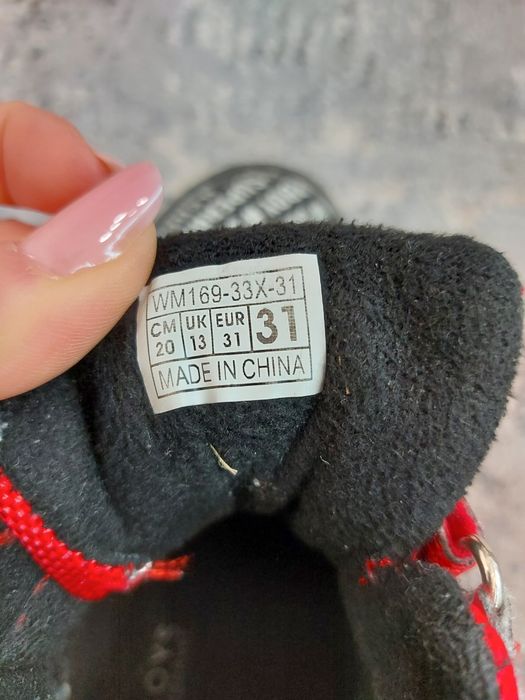 WM169-33X-31
CM UK EUR 31
20 13 31
MADE IN CHINA